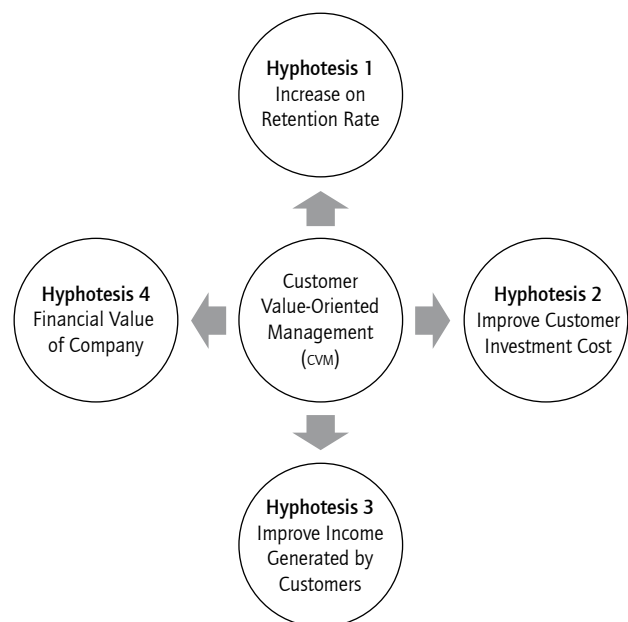 Hyphotesis 1
Increase on
Retention Rate
Hyphotesis 4
Financial Value
of Company
Customer
Value-Oriented
Management
(CVM)
Hyphotesis 2
Improve Customer
Investment Cost
Hyphotesis 3
Improve Income
Generated by
Customers